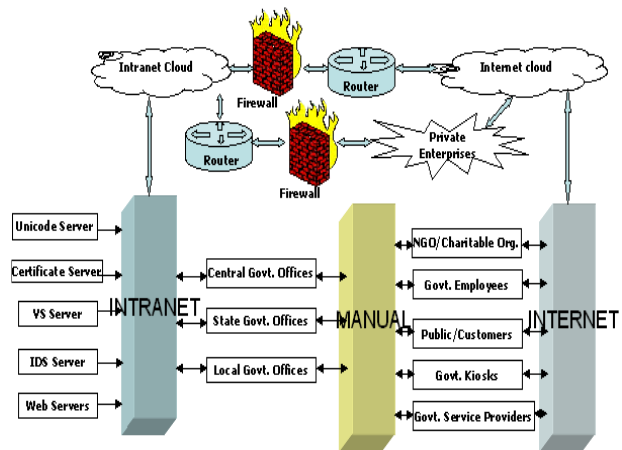 Intranet Cloud
Firewall
Router
Internet cloud
Router
Firewall
Private
Enterprises
Unicode Server
Certificate Server
VS Server
IDS Server
Web Servers
INTRANET
Central Govt. Offices
State Govt. Offices
Local Govt. Offices
MANUAL
NGO/Charitable Org.
Govt. Employees
Public/Customers
Govt. Kiosks
Govt. Service Providers
INTERNET